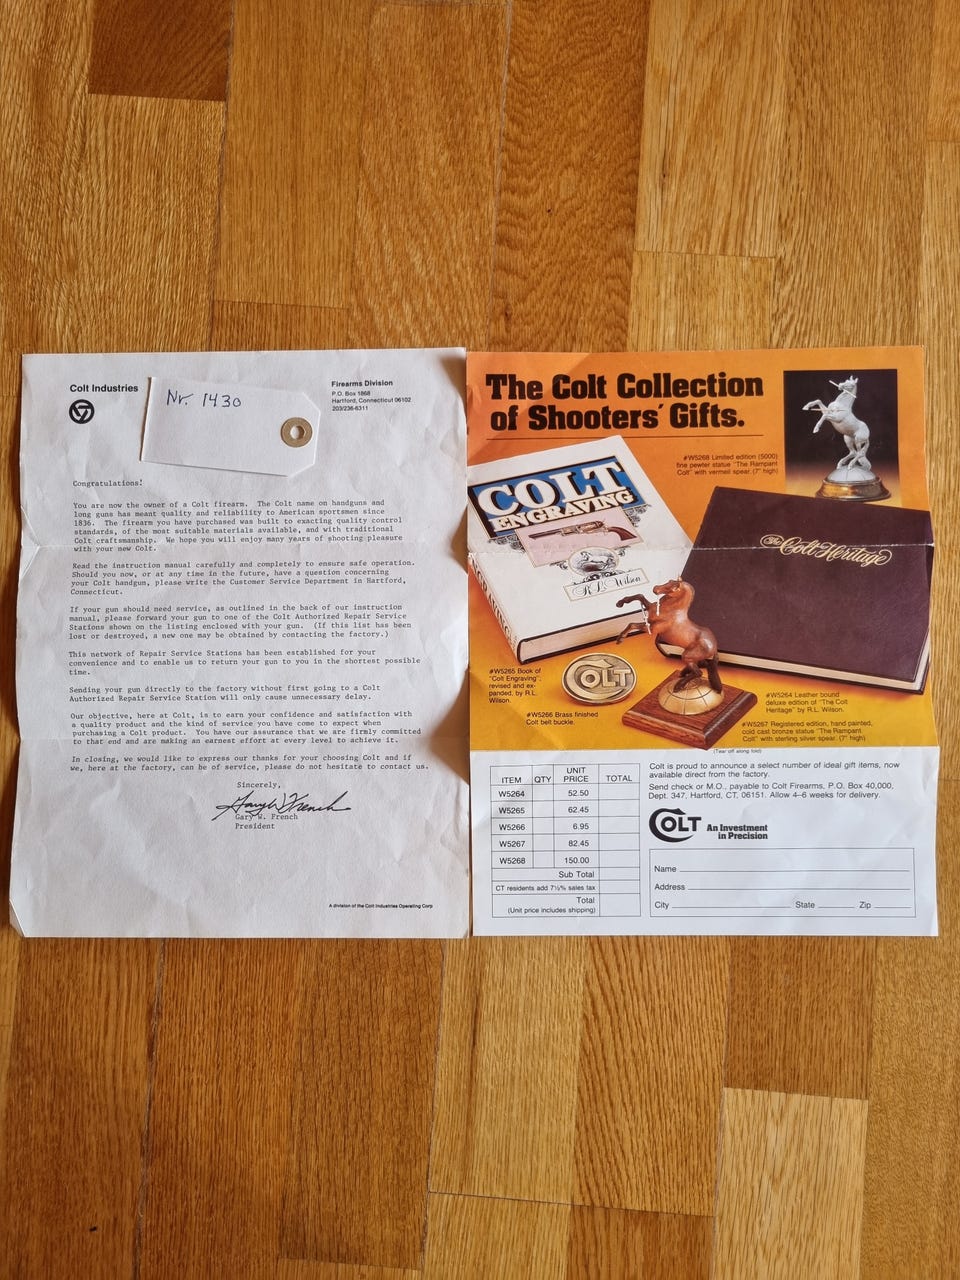 Colt Industries
Nr. 1430
Firearms Division
P.O. Box 1868
Hartford, Connecticut 06102
203/236-6311
Congratulations!
You are now the owner of a Colt firearm. The Colt name on handguns and
long guns has meant quality and reliability to American sportsmen since
1836. The firearm you have purchased was built to exacting quality control
standards, of the most suitable materials available, and with traditional
Colt craftsmanship. We hope you will enjoy many years of shooting pleasure
with your new Colt.
Read the instruction manual carefully and completely to ensure safe operation.
Should you now, or at any time in the future, have a question concerning
your Colt handgun, please write the Customer Service Department in Hartford,
Connecticut.
If your gun should need service, as outlined in the back of our instruction
manual, please forward your gun to one of the Colt Authorized Repair Service
Stations shown on the listing enclosed with your gun. (If this list has been
lost or destroyed, a new one may be obtained by contacting the factory.)
This network of Repair Service Stations has been established for your
convenience and to enable us to return your gun to you in the shortest possible
time.
Sending your gun directly to the factory without first going to a Colt
Authorized Repair Service Station will only cause unnecessary delay.
Our objective, here at Colt, is to earn your confidence and satisfaction with
a quality product and the kind of service you have come to expect when
purchasing a Colt product. You have our assurance that we are firmly committed
to that end and are making an earnest effort at every level to achieve it.
In closing, we would like to express our thanks for your choosing Colt and if
we, here at the factory, can be of service, please do not hesitate to contact us.
Sincerely,
Gary W. French
Gary W. French
President
A division of the Colt Industries Operating Corp
The Colt Collection
of Shooters' Gifts.
#W5268 Limited edition (5000)
fine pewter statue "The Rampant
Colt" with vermeil spear. (7" high)
COLT
ENGRAVING
R.L. Wilson
The Colt Heritage
COLT
#W5265 Book of
"Colt Engraving",
revised and ex-
panded, by R.L.
Wilson.
#W5266 Brass finished
Colt belt buckle.
#W5264 Leather bound
deluxe edition of "The Colt
Heritage" by R.L. Wilson.
#W5267 Registered edition, hand painted,
cold cast bronze statue "The Rampant
Colt" with sterling silver spear. (7" high)
(Tear off along fold)
ITEM QTY UNIT PRICE TOTAL
W5264 52.50
W5265 62.45
W5266 6.95
W5267 82.45
W5268 150.00
Sub Total
CT residents add 7½% sales tax
Total
(Unit price includes shipping)
Colt is proud to announce a select number of ideal gift items, now
available direct from the factory.
Send check or M.O., payable to Colt Firearms, P.O. Box 40,000,
Dept. 347, Hartford, CT, 06151. Allow 4-6 weeks for delivery.
COLT An Investment
in Precision
Name
Address
City State Zip